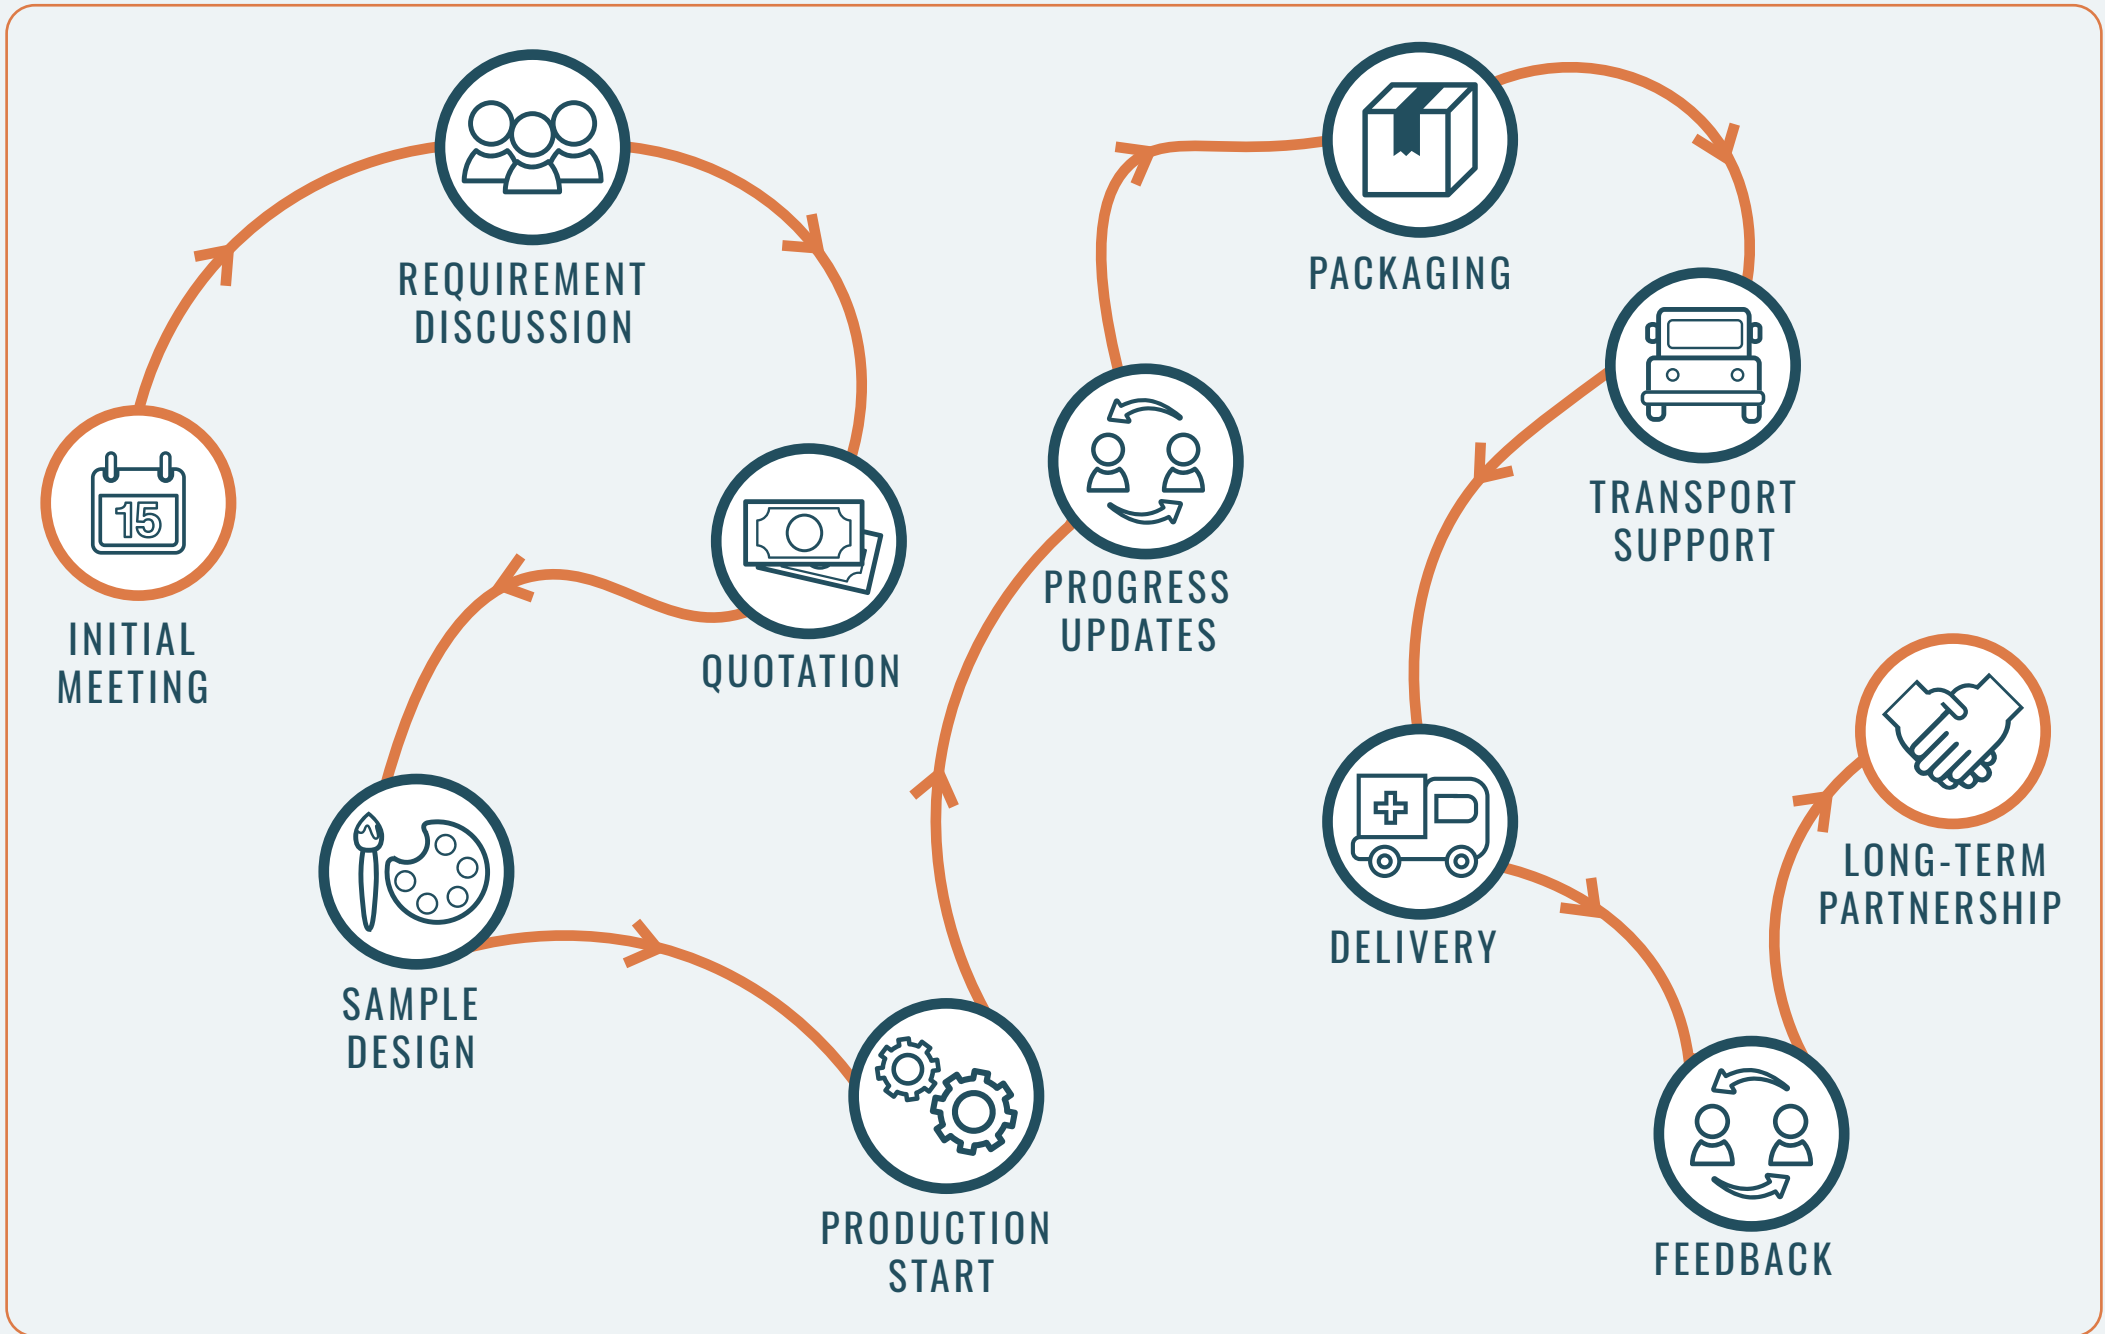 INITIAL
MEETING
15
REQUIREMENT
DISCUSSION
QUOTATION
SAMPLE
DESIGN
PRODUCTION
START
PROGRESS
UPDATES
PACKAGING
TRANSPORT
SUPPORT
DELIVERY
FEEDBACK
LONG-TERM
PARTNERSHIP